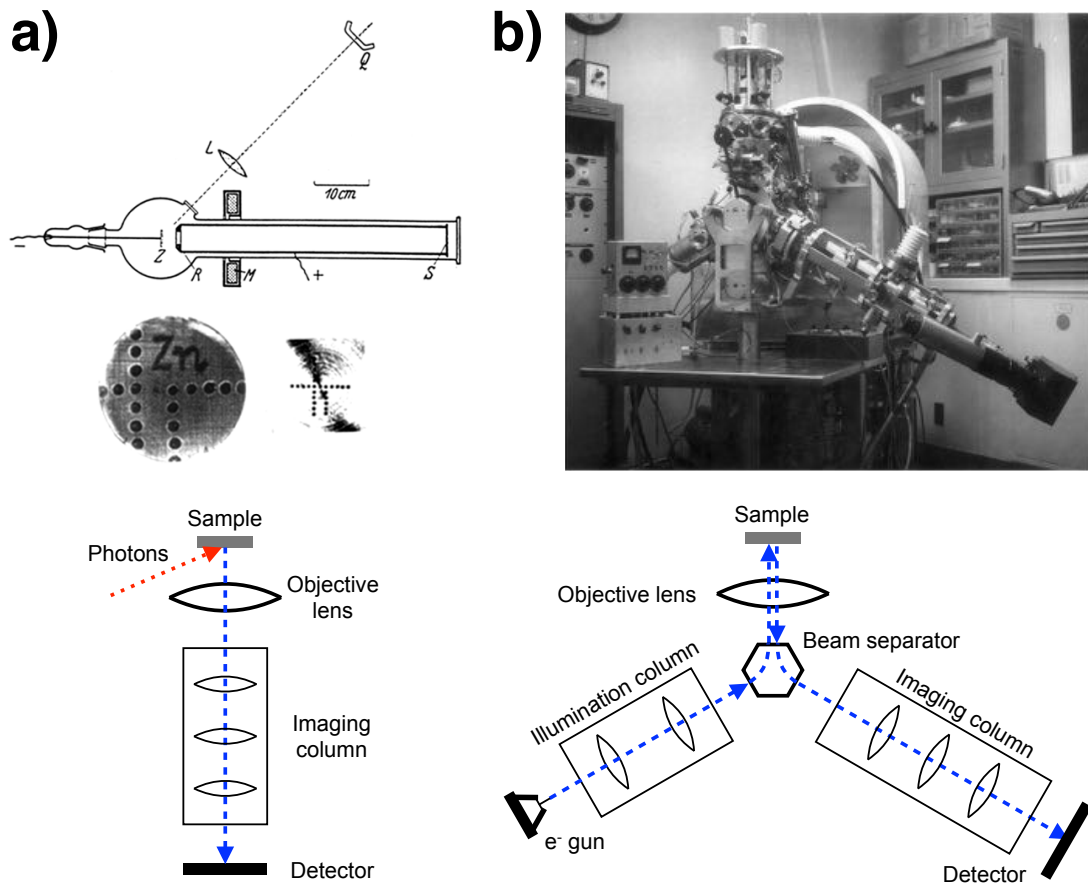 a)
b)
Q
L
10cm
−
Z
R
M
+
S
Zn
Sample
Photons
Objective
lens
Imaging
column
Detector
Sample
Objective lens
Beam separator
Illumination column
Imaging column
e- gun
Detector